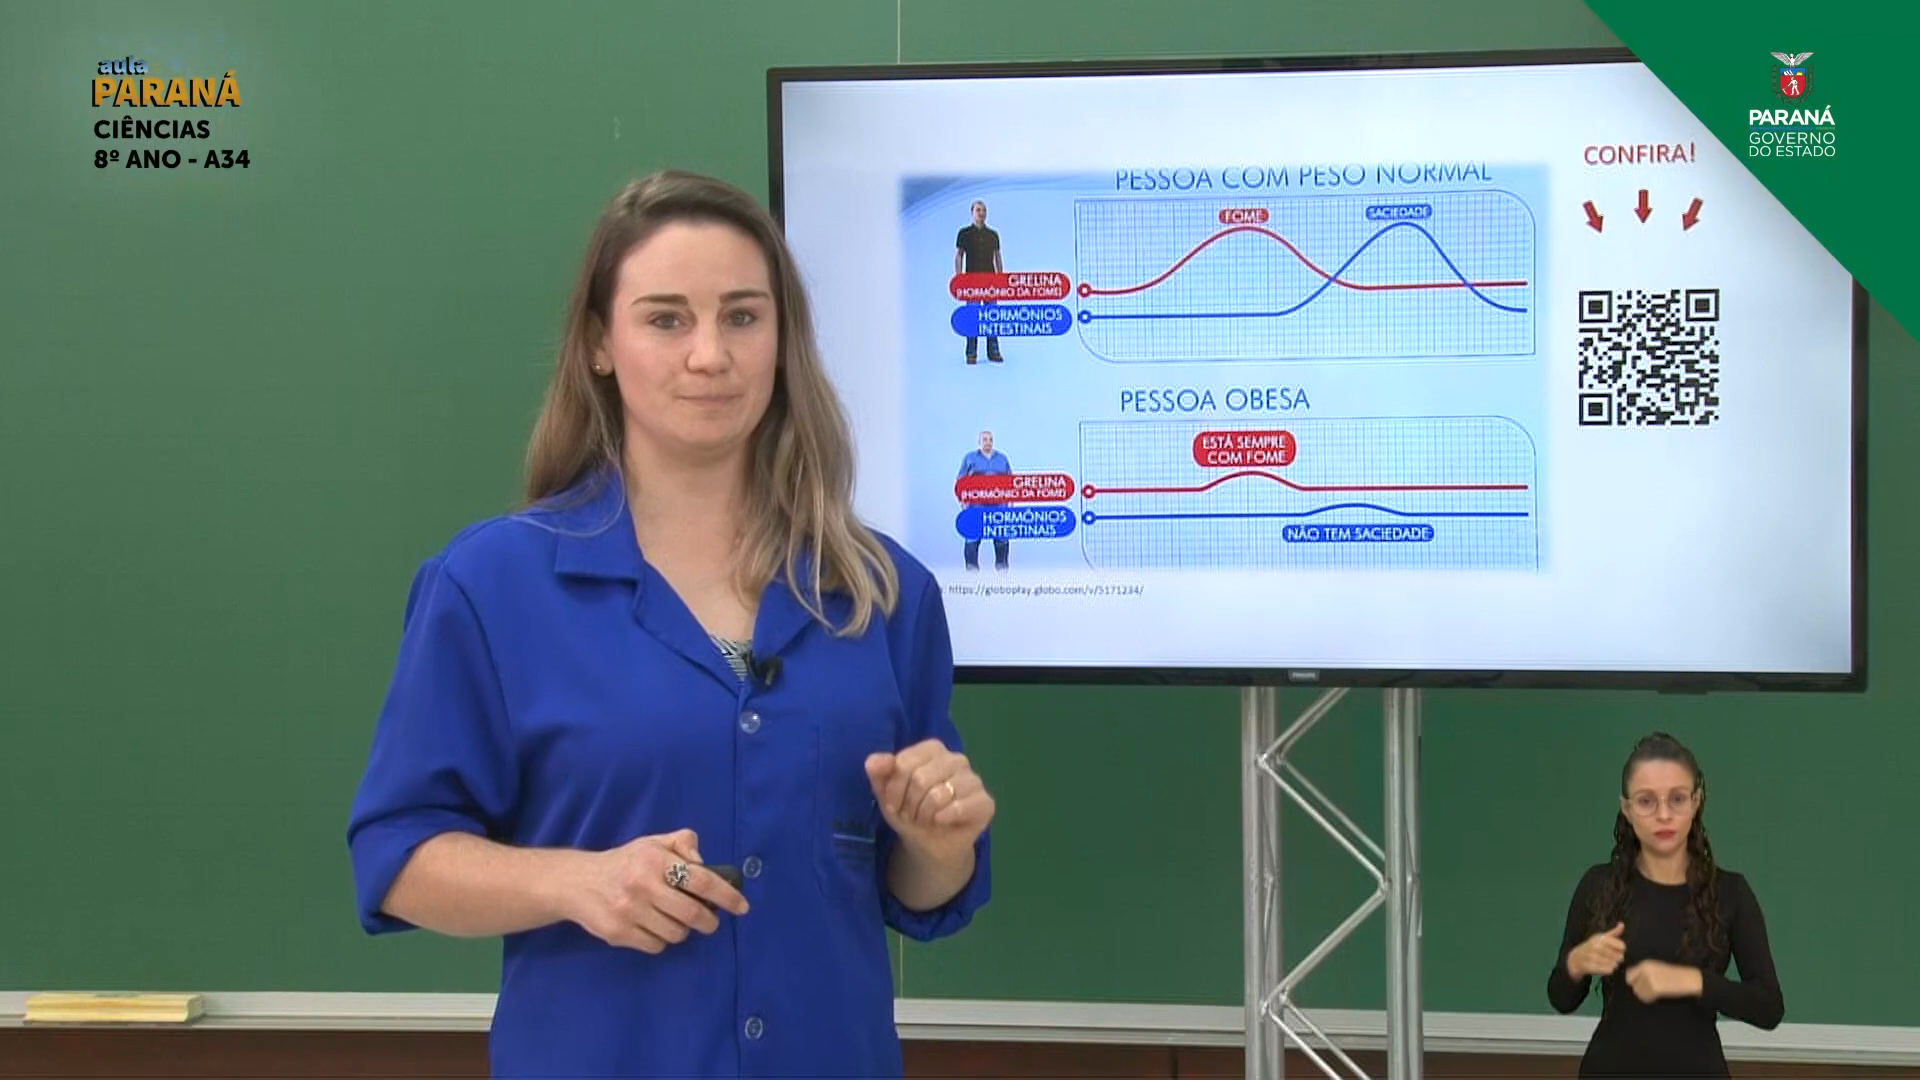 aula
PARANÁ
CIÊNCIAS
8º ANO - A34
PARANÁ
GOVERNO
DO ESTADO
CONFIRA!
PESSOA COM PESO NORMAL
FOME
SACIEDADE
GRELINA
(HORMÔNIO DA FOME)
HORMÔNIOS
INTESTINAIS
PESSOA OBESA
ESTÁ SEMPRE
COM FOME
GRELINA
(HORMÔNIO DA FOME)
HORMÔNIOS
INTESTINAIS
NÃO TEM SACIEDADE
https://globoplay.globo.com/v/5171234/
PHILIPS